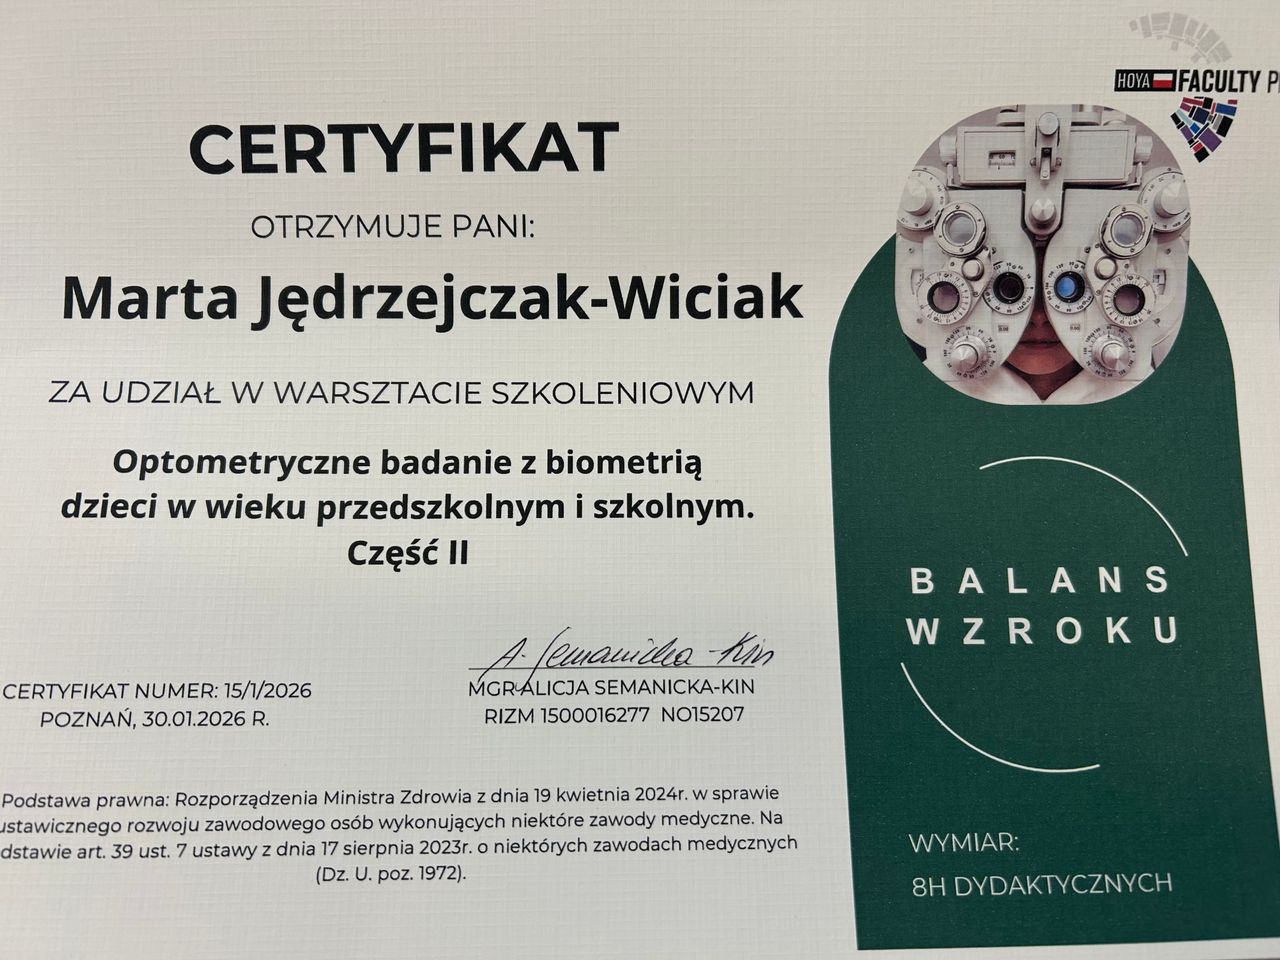 HOYA FACULTY
CERTYFIKAT
OTRZYMUJE PANI:
Marta Jędrzejczak-Wiciak
ZA UDZIAŁ W WARSZTACIE SZKOLENIOWYM
Optometryczne badanie z biometrią
dzieci w wieku przedszkolnym i szkolnym.
Część II
A. Semanicka-Kin
CERTYFIKAT NUMER: 15/1/2026
POZNAŃ, 30.01.2026 R.
MGR ALICJA SEMANICKA-KIN
RIZM 1500016277 NO15207
Podstawa prawna: Rozporządzenia Ministra Zdrowia z dnia 19 kwietnia 2024r. w sprawie
ustawicznego rozwoju zawodowego osób wykonujących niektóre zawody medyczne. Na
dstawie art. 39 ust. 7 ustawy z dnia 17 sierpnia 2023r. o niektórych zawodach medycznych
(Dz. U. poz. 1972).
BALANS
WZROKU
WYMIAR:
8H DYDAKTYCZNYCH